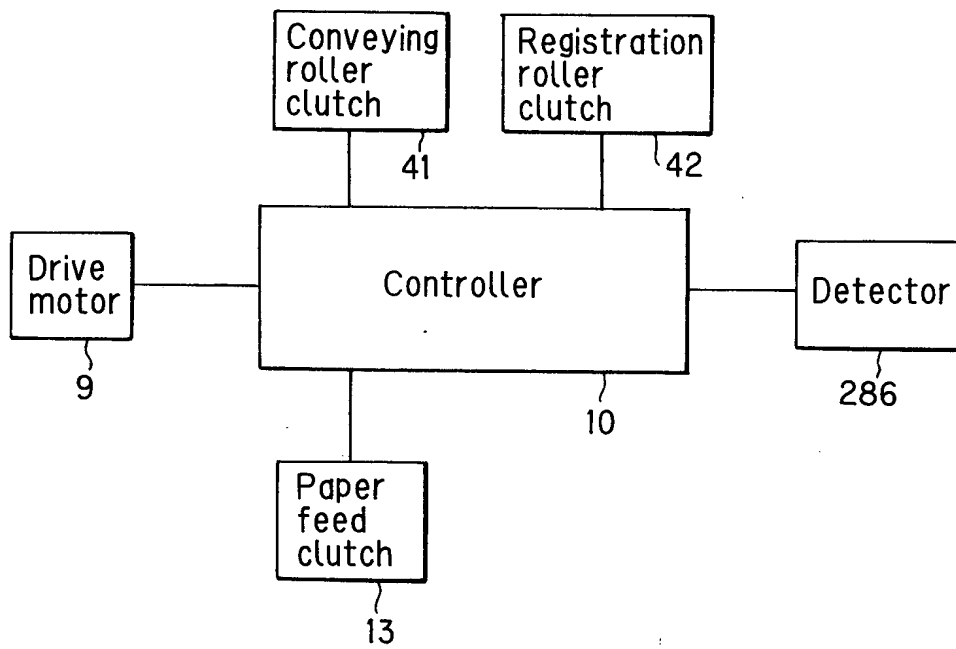 Conveying
roller
clutch
Registration
roller
clutch
41
42
Drive
motor
Controller
Detector
9
10
286
Paper
feed
clutch
13